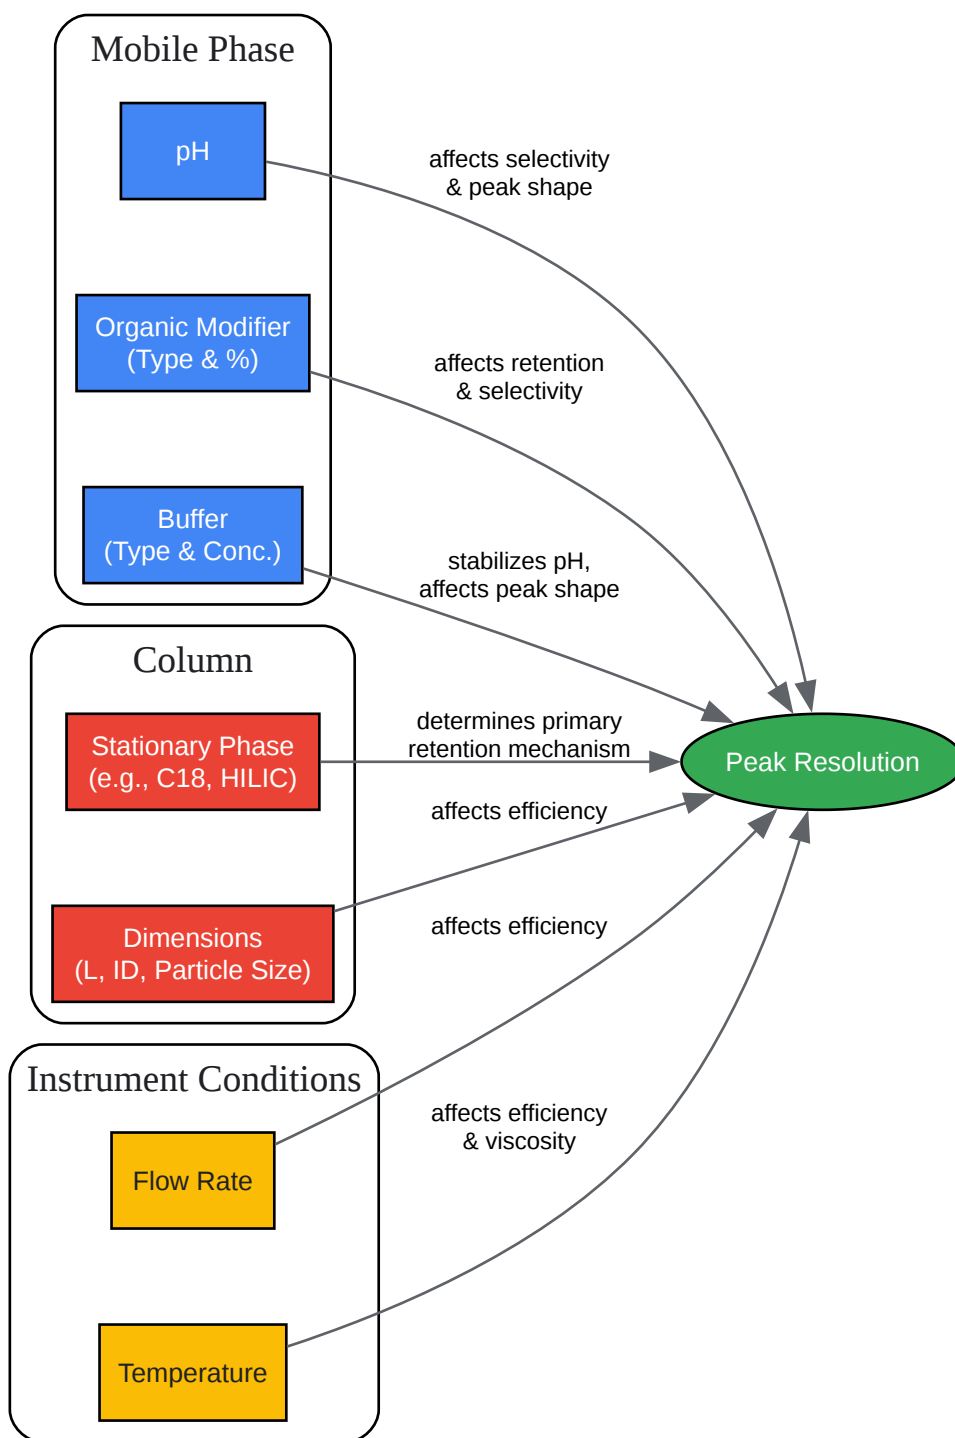 Mobile Phase
pH
affects selectivity
& peak shape
Organic Modifier
(Type & %)
affects retention
& selectivity
Buffer
(Type & Conc.)
stabilizes pH,
affects peak shape
Column
Stationary Phase
(e.g., C18, HILIC)
determines primary
retention mechanism
Peak Resolution
affects efficiency
Dimensions
(L, ID, Particle Size)
affects efficiency
Instrument Conditions
Flow Rate
affects efficiency
& viscosity
Temperature